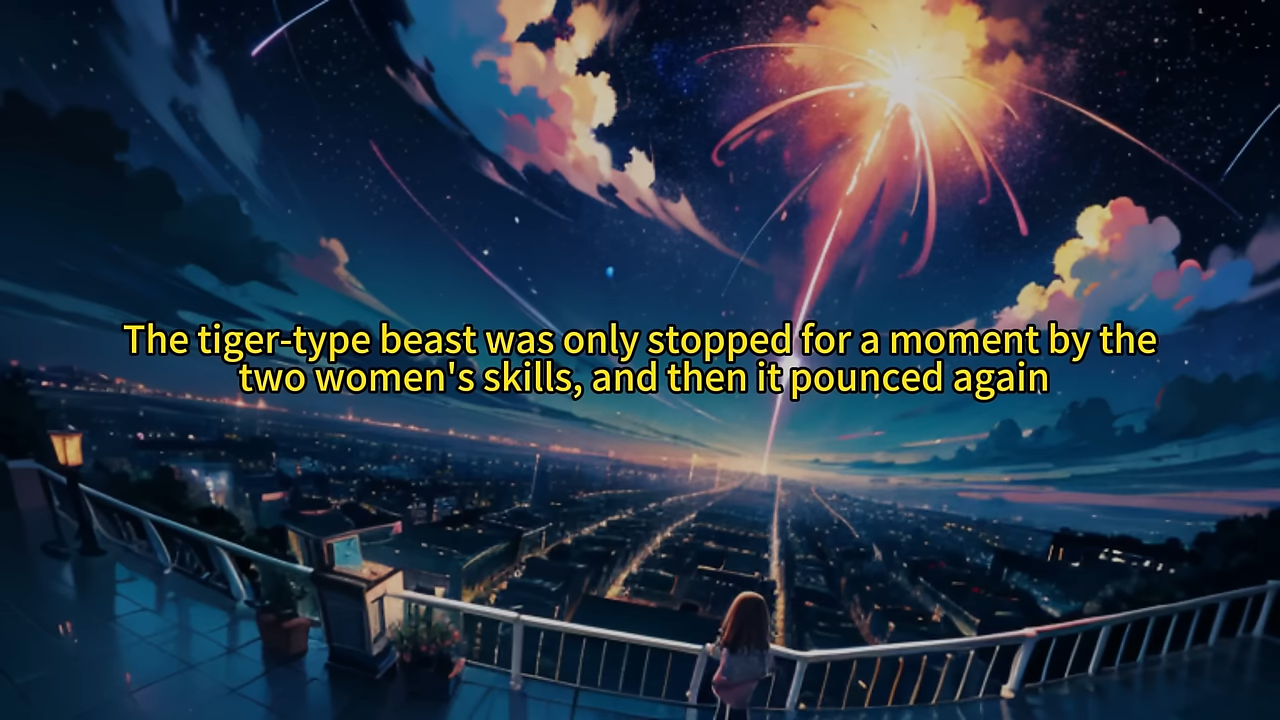 The tiger-type beast was only stopped for a moment by the
two women's skills, and then it pounced again